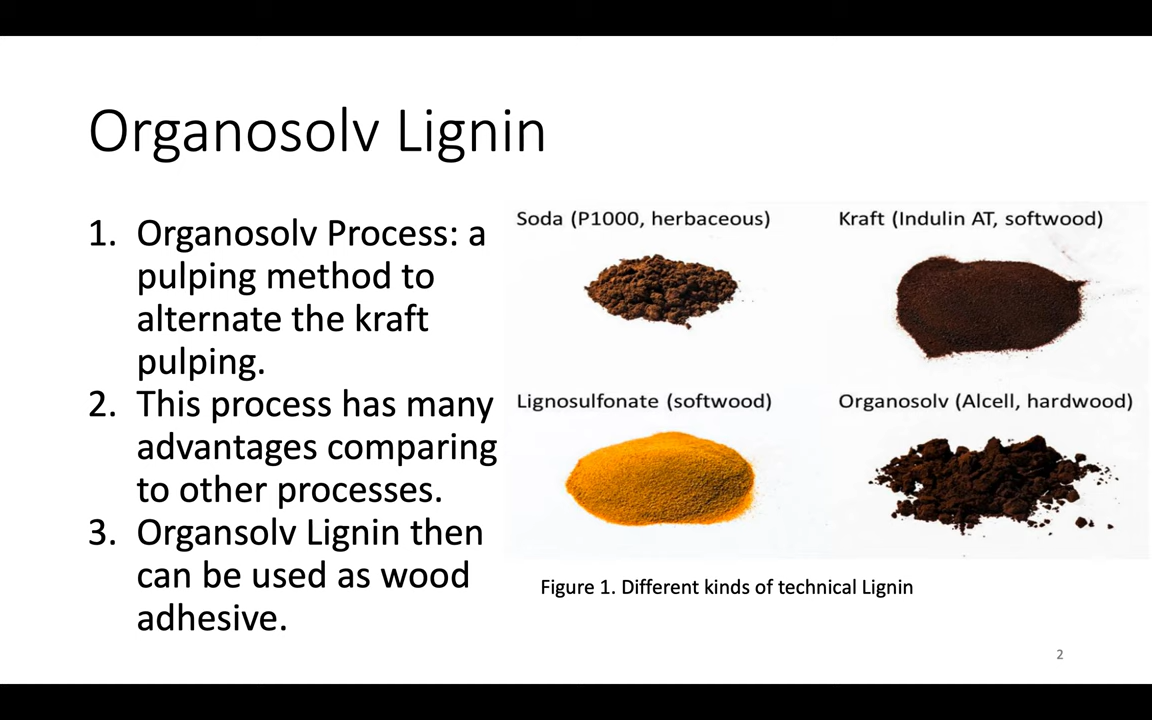 Organosolv Lignin
1. Organosolv Process: a
pulping method to
alternate the kraft
pulping.
2. This process has many
advantages comparing
to other processes.
3. Organsolv Lignin then
can be used as wood
adhesive.
Soda (P1000, herbaceous)
Kraft (Indulin AT, softwood)
Lignosulfonate (softwood)
Organosolv (Alcell, hardwood)
Figure 1. Different kinds of technical Lignin
2